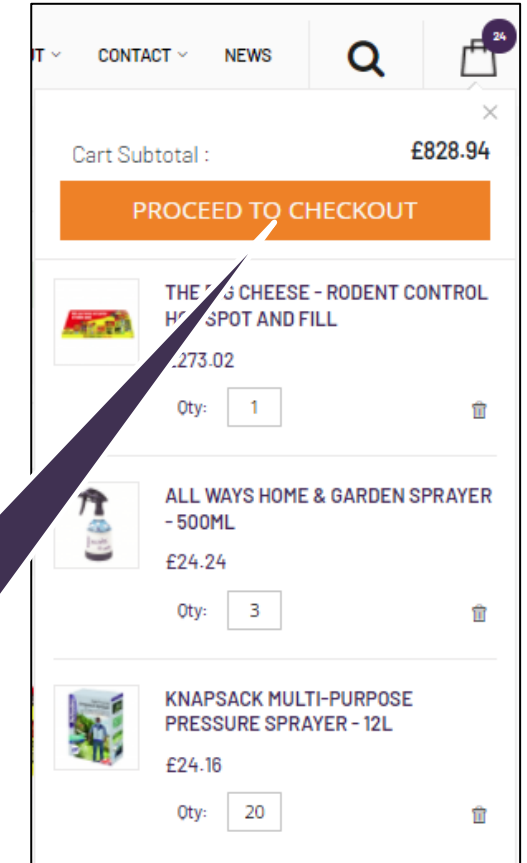 CONTACT
NEWS
24
Cart Subtotal :
£828.94
PROCEED TO CHECKOUT
THE CHEESE - RODENT CONTROL
SPOT AND FILL
£273.02
Qty:
1
ALL WAYS HOME & GARDEN SPRAYER
- 500ML
£24.24
Qty:
3
KNAPSACK MULTI-PURPOSE
PRESSURE SPRAYER - 12L
£24.16
Qty:
20